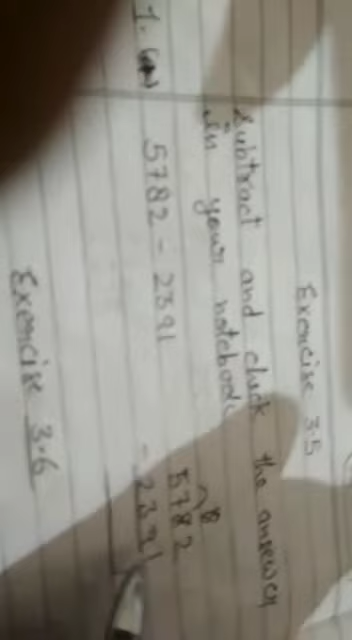 Exercise 3.5
Subtract and check the answer
in your notebook
1. (a) 5782 - 2391
5782
- 2391
Exercise 3.6